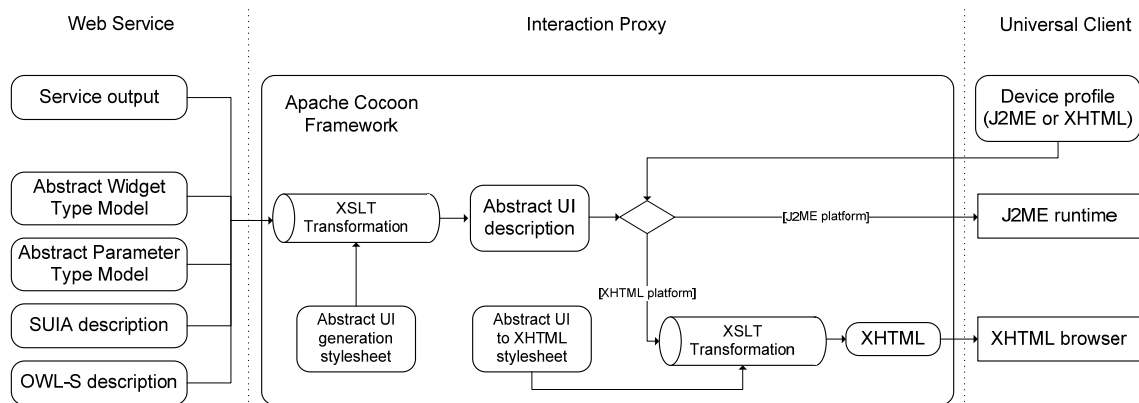 Web Service
Interaction Proxy
Universal Client
Service output
Abstract Widget
Type Model
Abstract Parameter
Type Model
SUIA description
OWL-S description
Apache Cocoon
Framework
XSLT
Transformation
Abstract UI
generation
stylesheet
Abstract UI
description
Abstract UI
to XHTML
stylesheet
[J2ME platform]
[XHTML platform]
XSLT
Transformation
XHTML
Device profile
(J2ME or XHTML)
J2ME runtime
XHTML browser